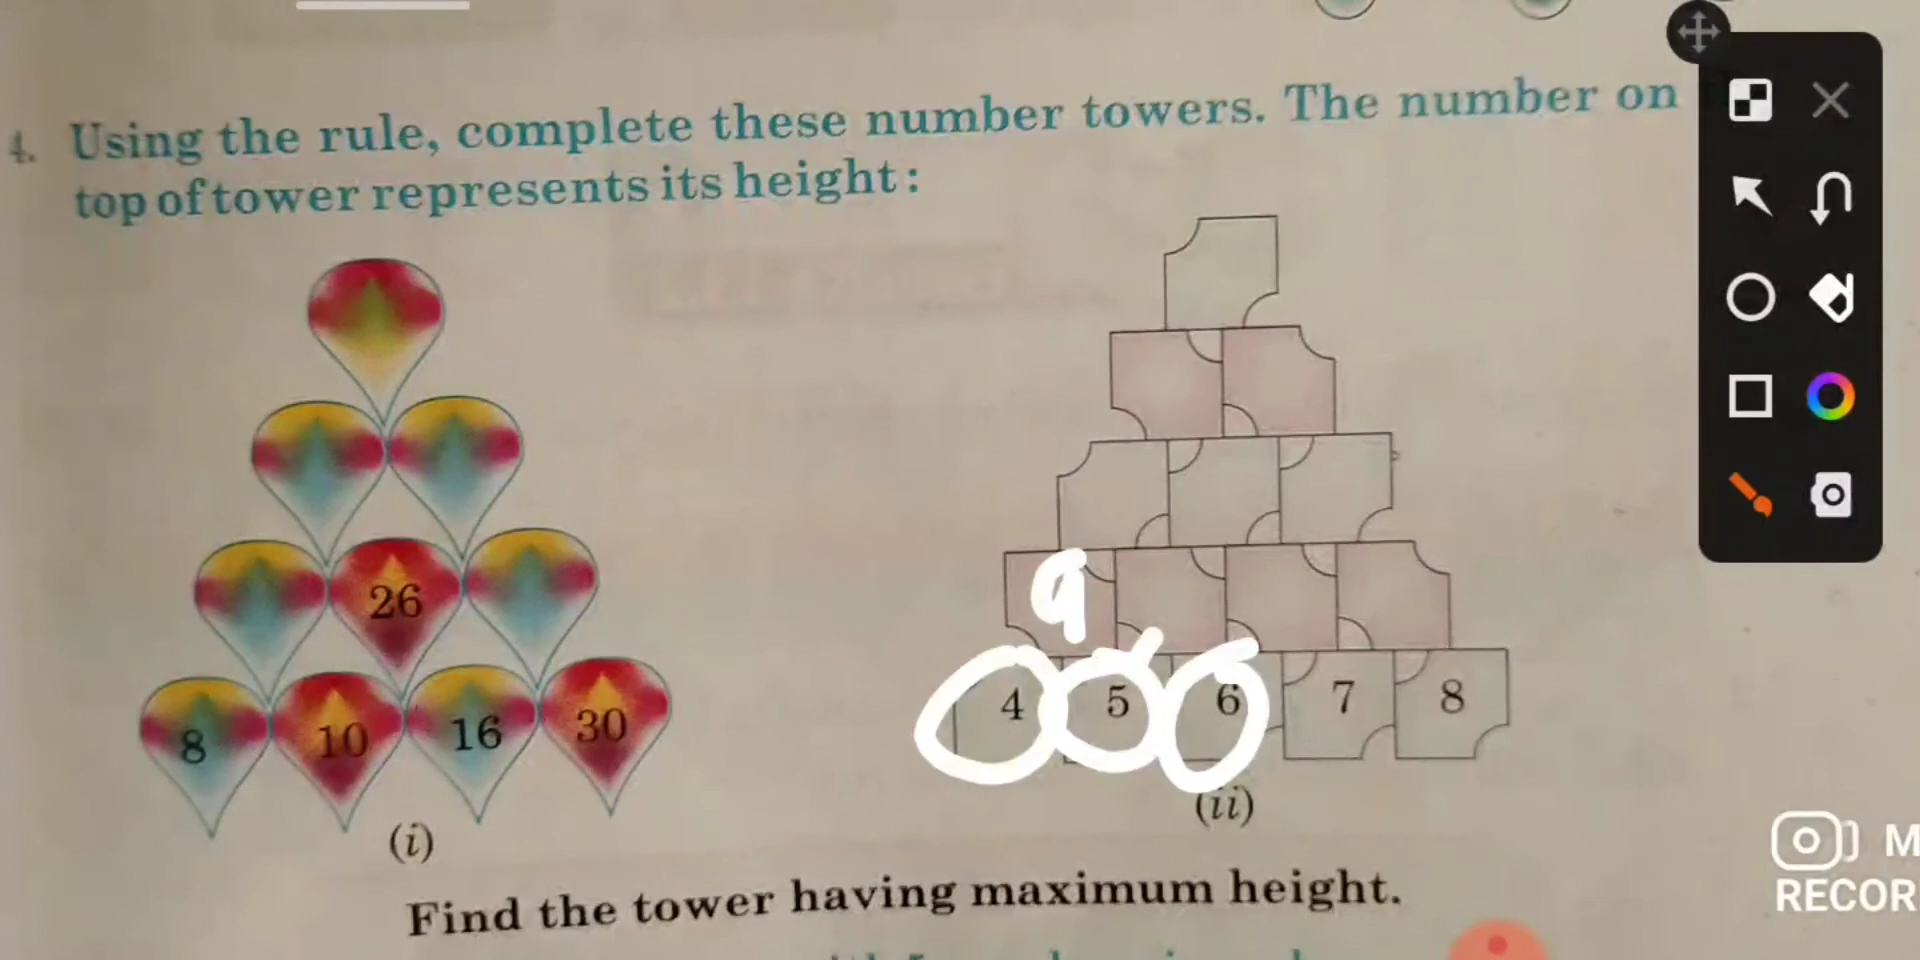 4. Using the rule, complete these number towers. The number on
top of tower represents its height :
26
9
8 10 16 30
4 5 6 7 8
(i)
(ii)
Find the tower having maximum height.
M
RECOR